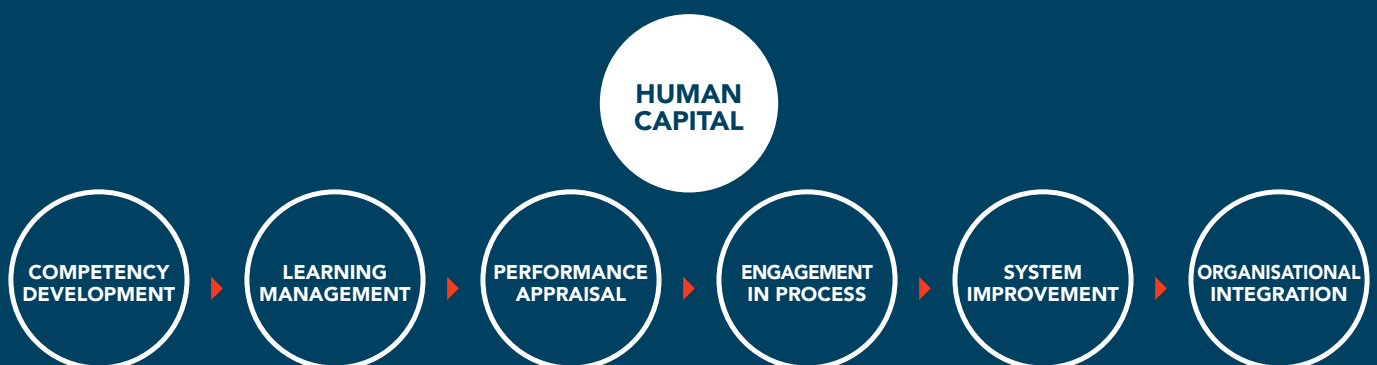 HUMAN
CAPITAL
COMPETENCY
DEVELOPMENT
LEARNING
MANAGEMENT
PERFORMANCE
APPRAISAL
ENGAGEMENT
IN PROCESS
SYSTEM
IMPROVEMENT
ORGANISATIONAL
INTEGRATION